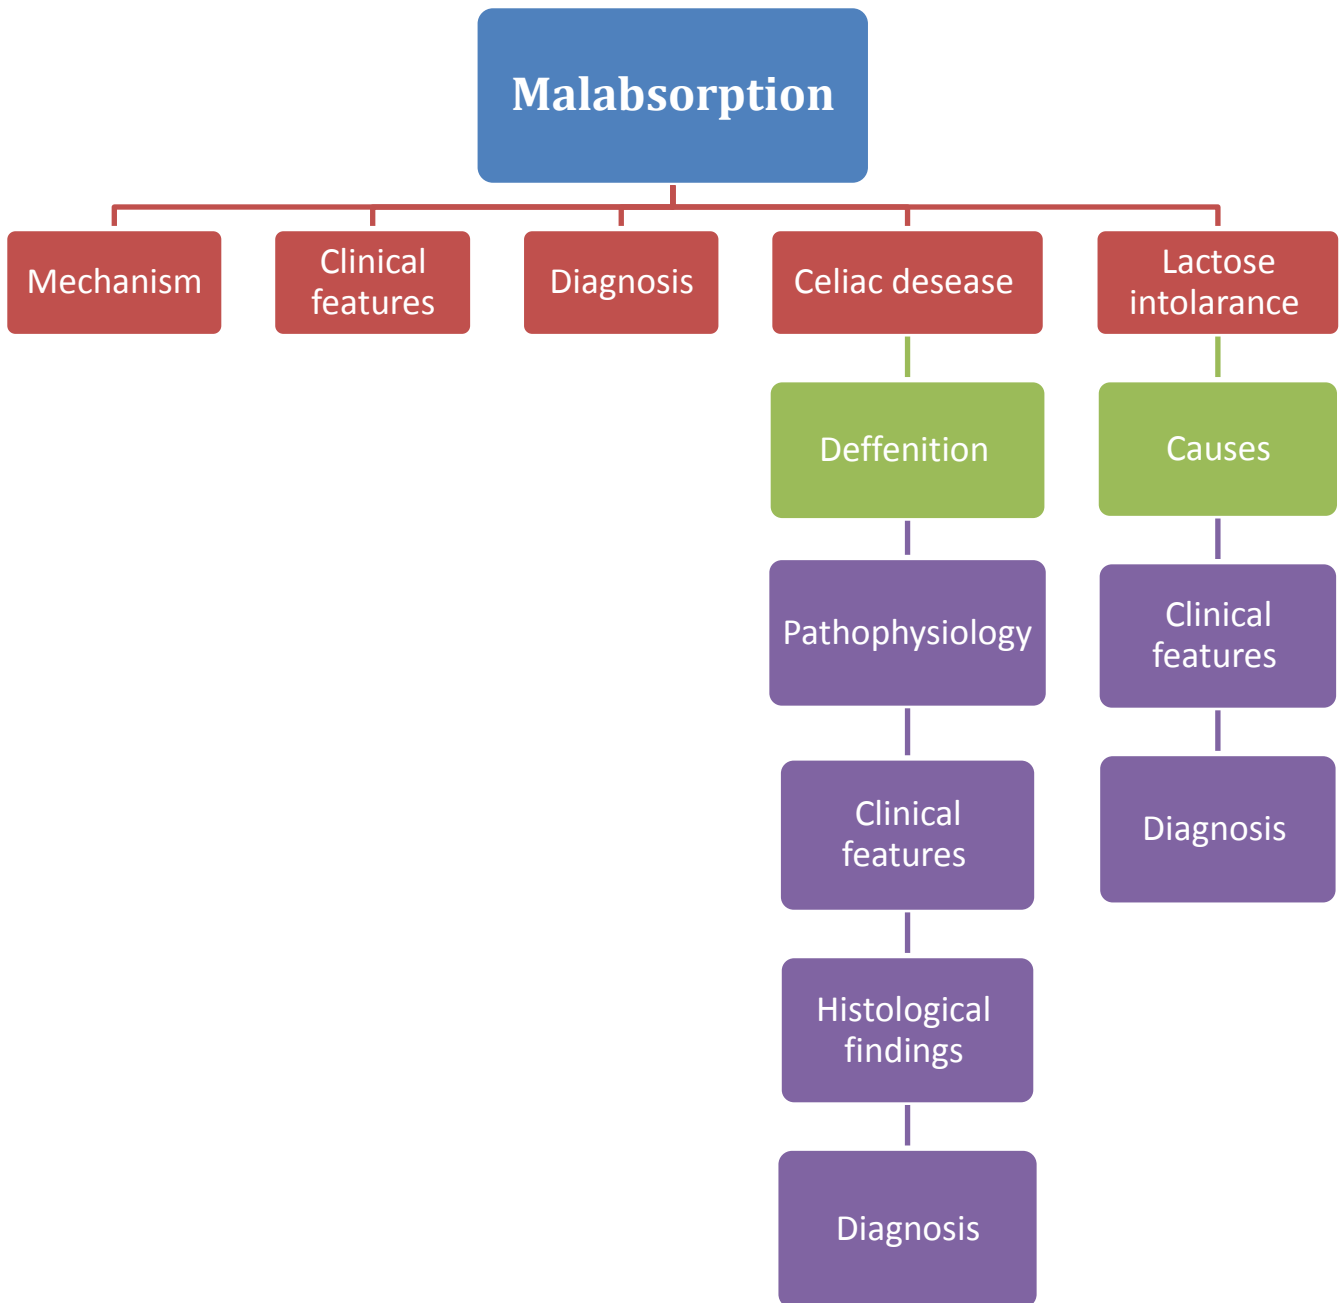 Malabsorption
Mechanism
Clinical
features
Diagnosis
Celiac desease
Lactose
intolarance
Deffenition
Causes
Pathophysiology
Clinical
features
Clinical
features
Diagnosis
Histological
findings
Diagnosis